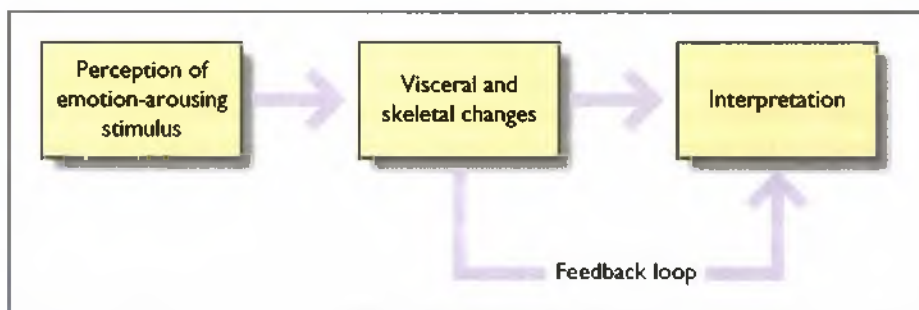 Perception of
emotion-arousing
stimulus
Visceral and
skeletal changes
Interpretation
Feedback loop